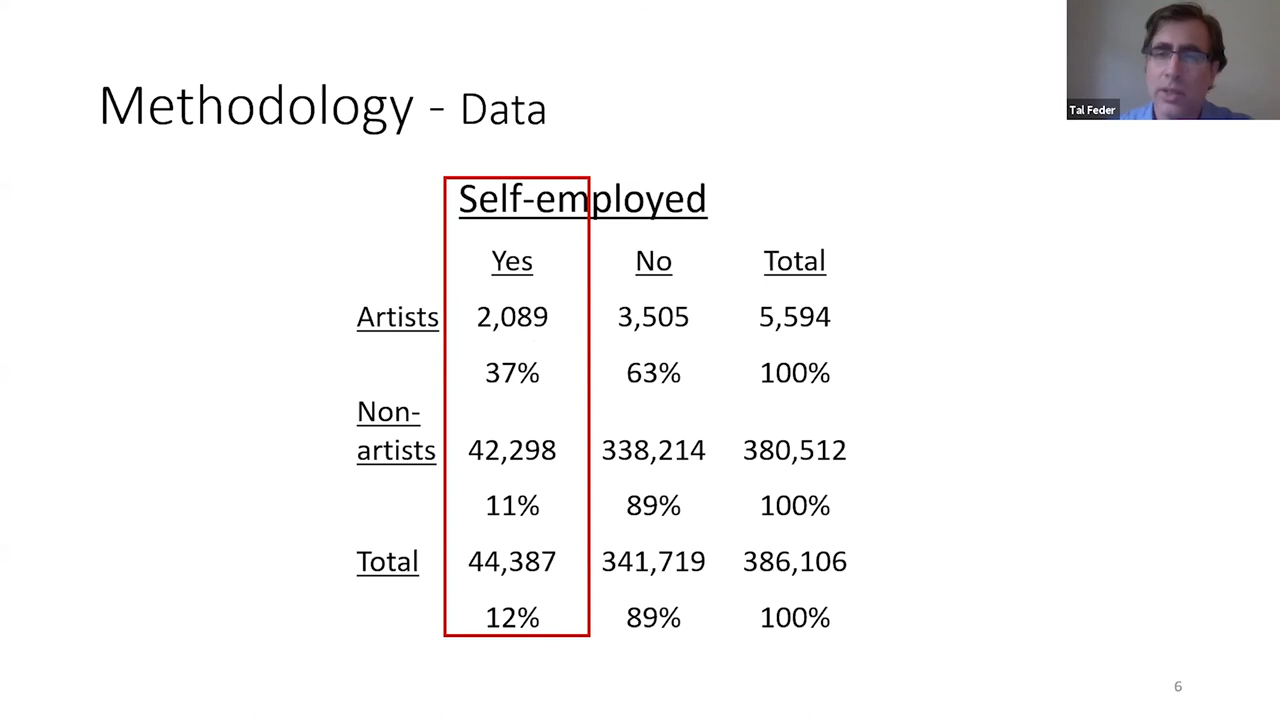 Tal Feder
Methodology - Data
Self-employed
Yes No Total
Artists 2,089 3,505 5,594
37% 63% 100%
Non-
artists 42,298 338,214 380,512
11% 89% 100%
Total 44,387 341,719 386,106
12% 89% 100%
6